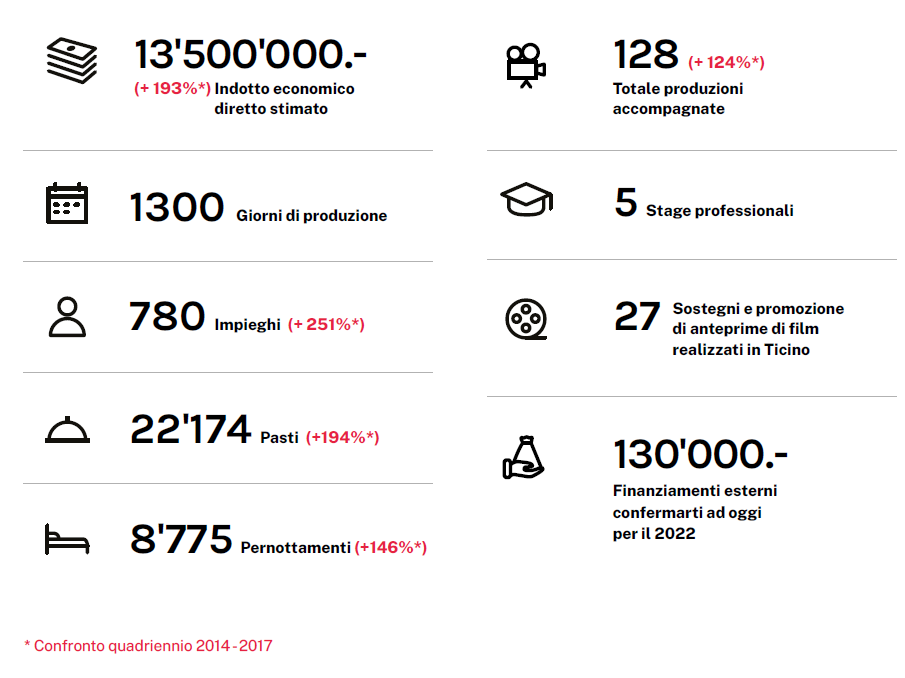 13'500'000.-
(+ 193%*) Indotto economico
diretto stimato
1300 Giorni di produzione
780 Impieghi (+ 251%*)
22'174 Pasti (+194%*)
8'775 Pernottamenti (+146%*)
128 (+ 124%*)
Totale produzioni
accompagnate
5 Stage professionali
27 Sostegni e promozione
di anteprime di film
realizzati in Ticino
130'000.-
Finanziamenti esterni
confermarti ad oggi
per il 2022
* Confronto quadriennio 2014-2017